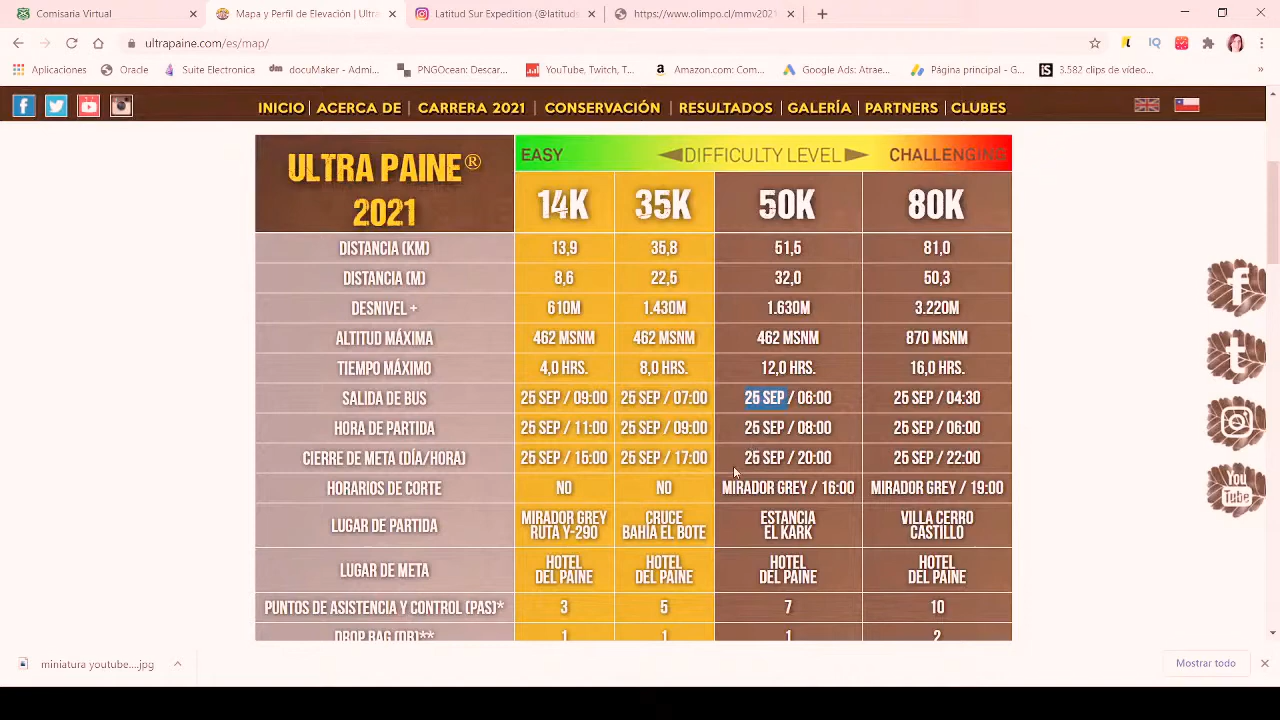 Comisaria Virtual
Mapa y Perfil de Elevación | Ultra
Latitud Sur Expedition (@latituds
https://www.olimpo.cl/mmv2021
ultrapaine.com/es/map/
Aplicaciones
Oracle
Suite Electronica
docuMaker - Admi...
PNGOcean: Descar...
YouTube, Twitch, T...
Amazon.com: Com...
Google Ads: Atrae...
Página principal - G...
3.582 clips de vídeo...
INICIO | ACERCA DE | CARRERA 2021 | CONSERVACIÓN | RESULTADOS | GALERÍA | PARTNERS | CLUBES
ULTRA PAINE®
2021
EASY DIFFICULTY LEVEL CHALLENGING
14K 35K 50K 80K
DISTANCIA (KM) 13,9 35,8 51,5 81,0
DISTANCIA (M) 8,6 22,5 32,0 50,3
DESNIVEL + 610M 1.430M 1.630M 3.220M
ALTITUD MÁXIMA 462 MSNM 462 MSNM 462 MSNM 870 MSNM
TIEMPO MÁXIMO 4,0 HRS. 8,0 HRS. 12,0 HRS. 16,0 HRS.
SALIDA DE BUS 25 SEP / 09:00 25 SEP / 07:00 25 SEP / 06:00 25 SEP / 04:30
HORA DE PARTIDA 25 SEP / 11:00 25 SEP / 09:00 25 SEP / 08:00 25 SEP / 06:00
CIERRE DE META (DÍA/HORA) 25 SEP / 15:00 25 SEP / 17:00 25 SEP / 20:00 25 SEP / 22:00
HORARIOS DE CORTE NO NO MIRADOR GREY / 16:00 MIRADOR GREY / 19:00
LUGAR DE PARTIDA
MIRADOR GREY
RUTA Y-290
CRUCE
BAHÍA EL BOTE
ESTANCIA
EL KARK
VILLA CERRO
CASTILLO
LUGAR DE META
HOTEL
DEL PAINE
HOTEL
DEL PAINE
HOTEL
DEL PAINE
HOTEL
DEL PAINE
PUNTOS DE ASISTENCIA Y CONTROL (PAS)* 3 5 7 10
DROP BAG (DR)** 1 1 1 2
You
Tube
miniatura youtube....jpg
Mostrar todo